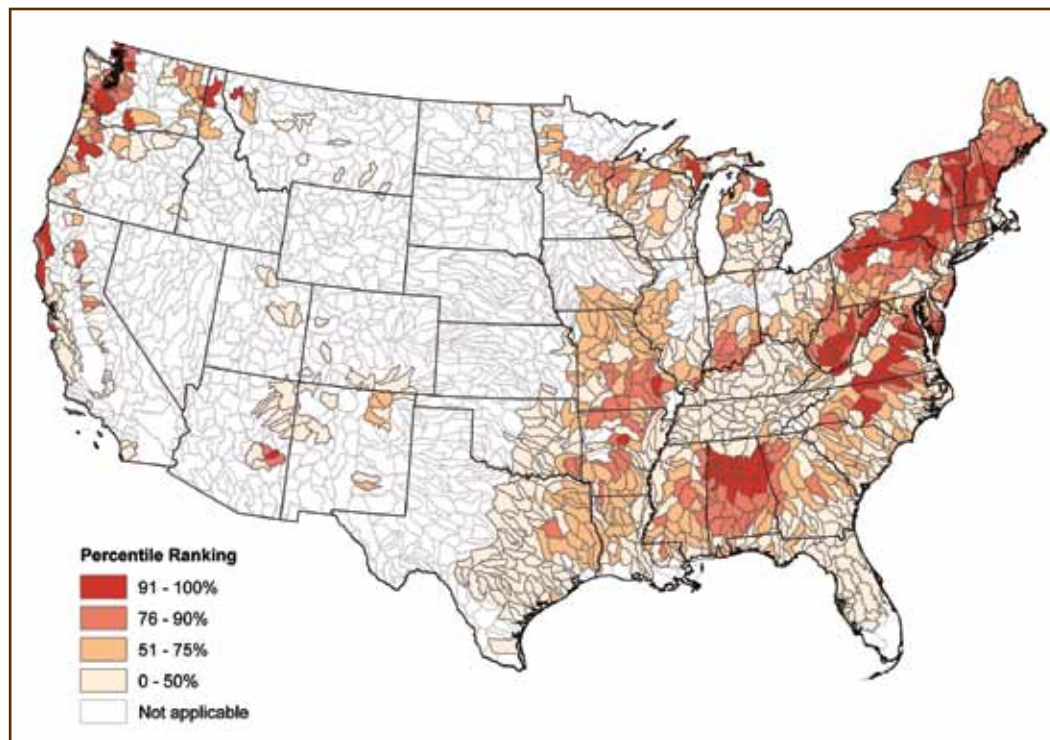 Percentile Ranking
91 - 100%
76 - 90%
51 - 75%
0 - 50%
Not applicable